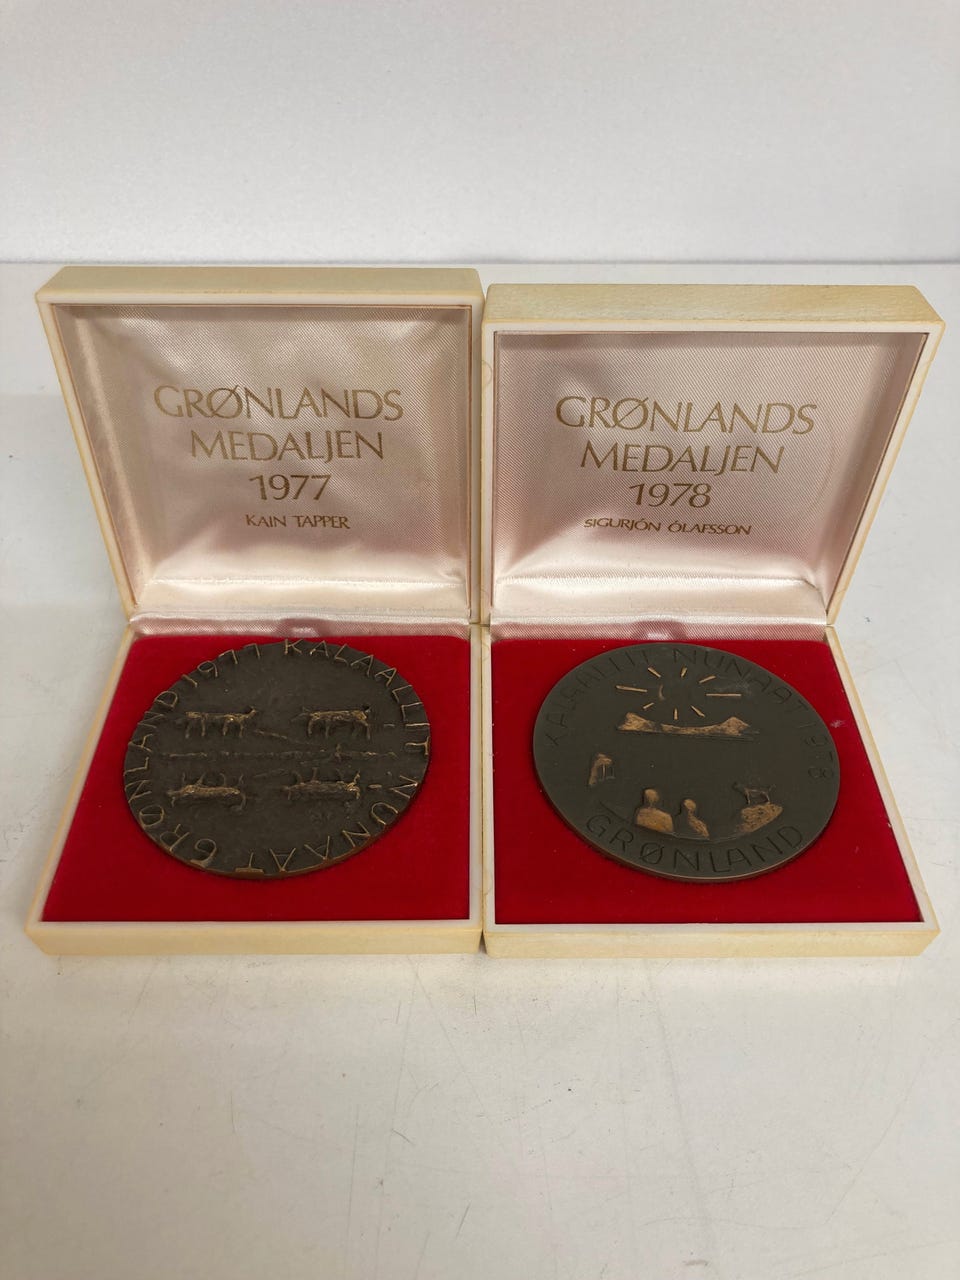 GRØNLANDS
MEDALJEN
1977
KAIN TAPPER
GRØNLAND 1977 KALAALLIT NUNAAT
GRØNLANDS
MEDALJEN
1978
SIGURJÓN ÓLAFSSON
KALAALLIT NUNAAT 1978
GRØNLAND